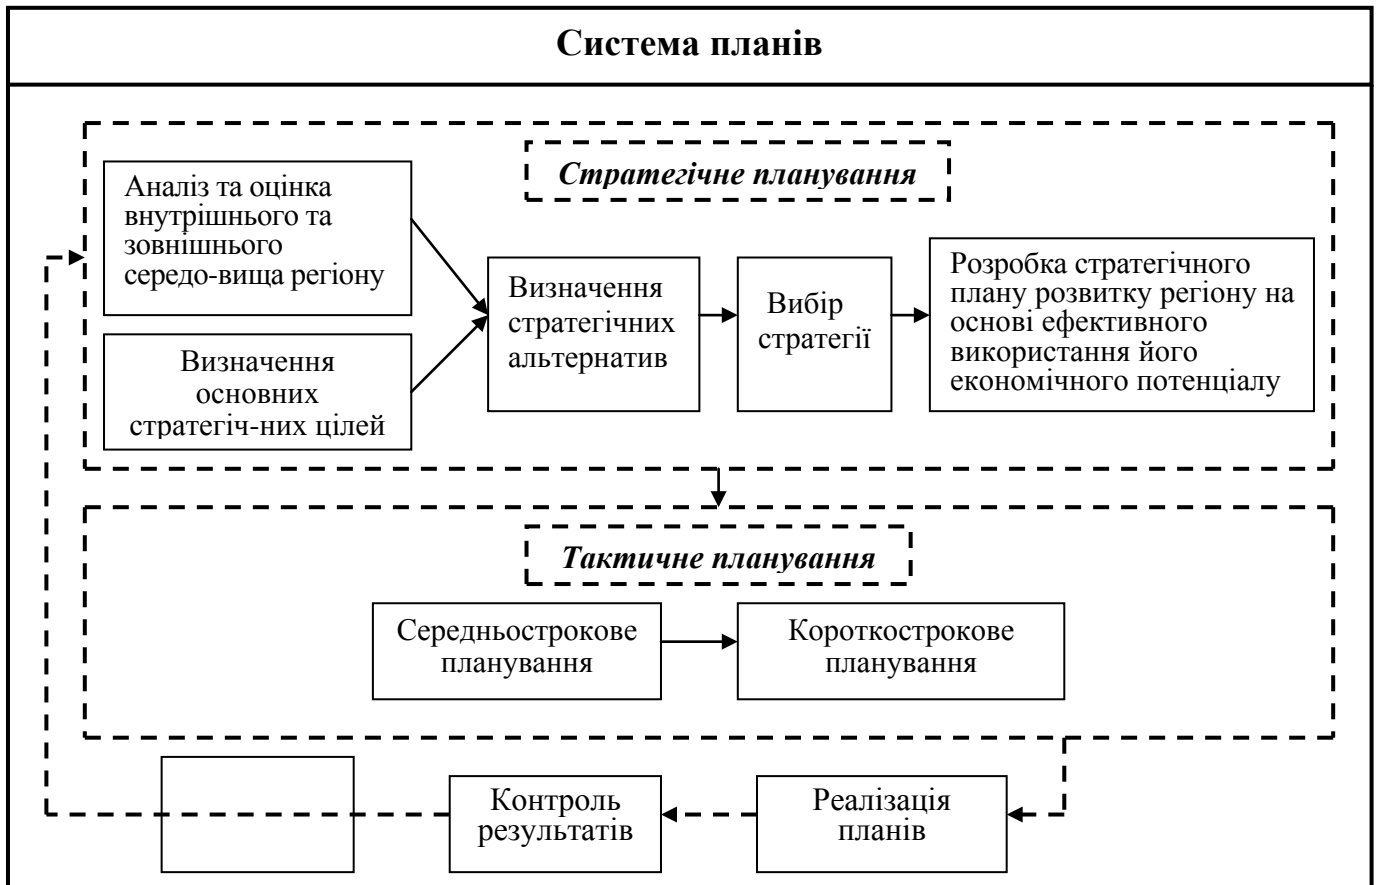 Система планів
Стратегічне планування
Аналіз та оцінка
внутрішнього та
зовнішнього
середо-вища регіону
Визначення
основних
стратегіч-них цілей
Визначення
стратегічних
альтернатив
Вибір
стратегії
Розробка стратегічного
плану розвитку регіону на
основі ефективного
використання його
економічного потенціалу
Тактичне планування
Середньострокове
планування
Короткострокове
планування
Контроль
результатів
Реалізація
планів